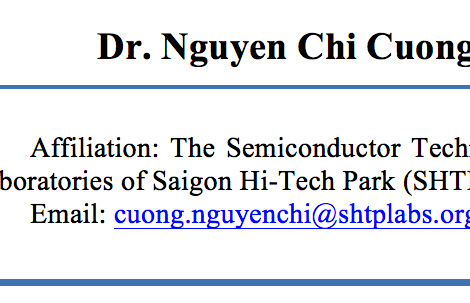 Dr. Nguyen Chi Cuong
Affiliation: The Semiconductor Tech
boratories of Saigon Hi-Tech Park (SHT
Email: cuong.nguyenchi@shtplabs.org